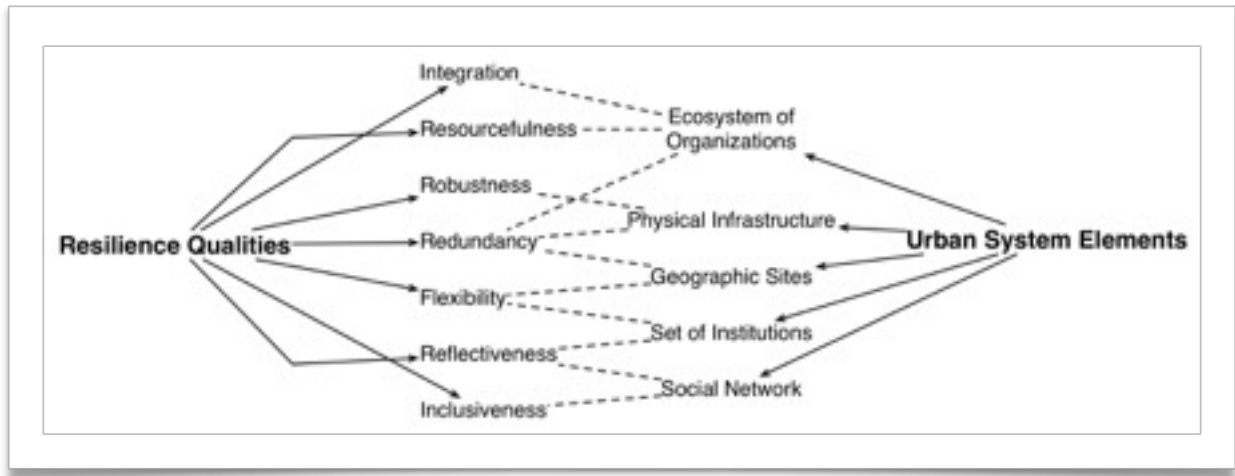 Integration
Ecosystem of
Organizations
Resourcefulness
Robustness
Physical Infrastructure
Resilience Qualities
Redundancy
Urban System Elements
Geographic Sites
Flexibility
Set of Institutions
Reflectiveness
Social Network
Inclusiveness